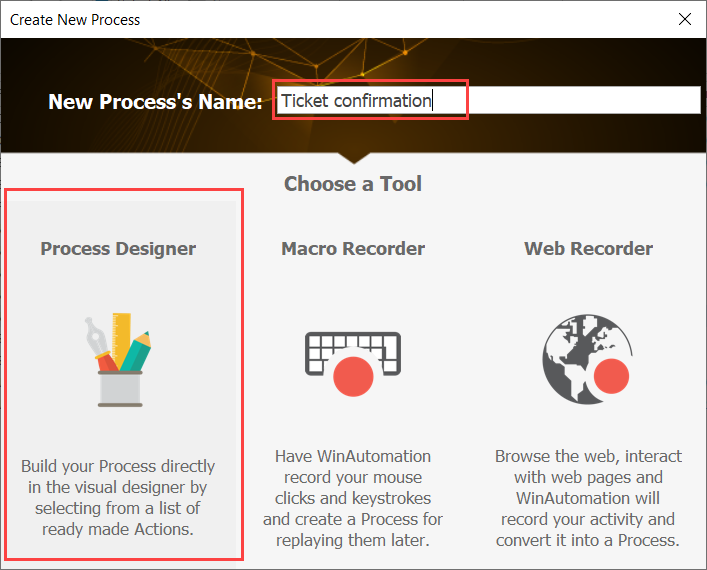 Create New Process
New Process's Name: Ticket confirmation
Choose a Tool
Process Designer
Build your Process directly
in the visual designer by
selecting from a list of
ready made Actions.
Macro Recorder
Have WinAutomation
record your mouse
clicks and keystrokes
and create a Process for
replaying them later.
Web Recorder
Browse the web, interact
with web pages and
WinAutomation will
record your activity and
convert it into a Process.